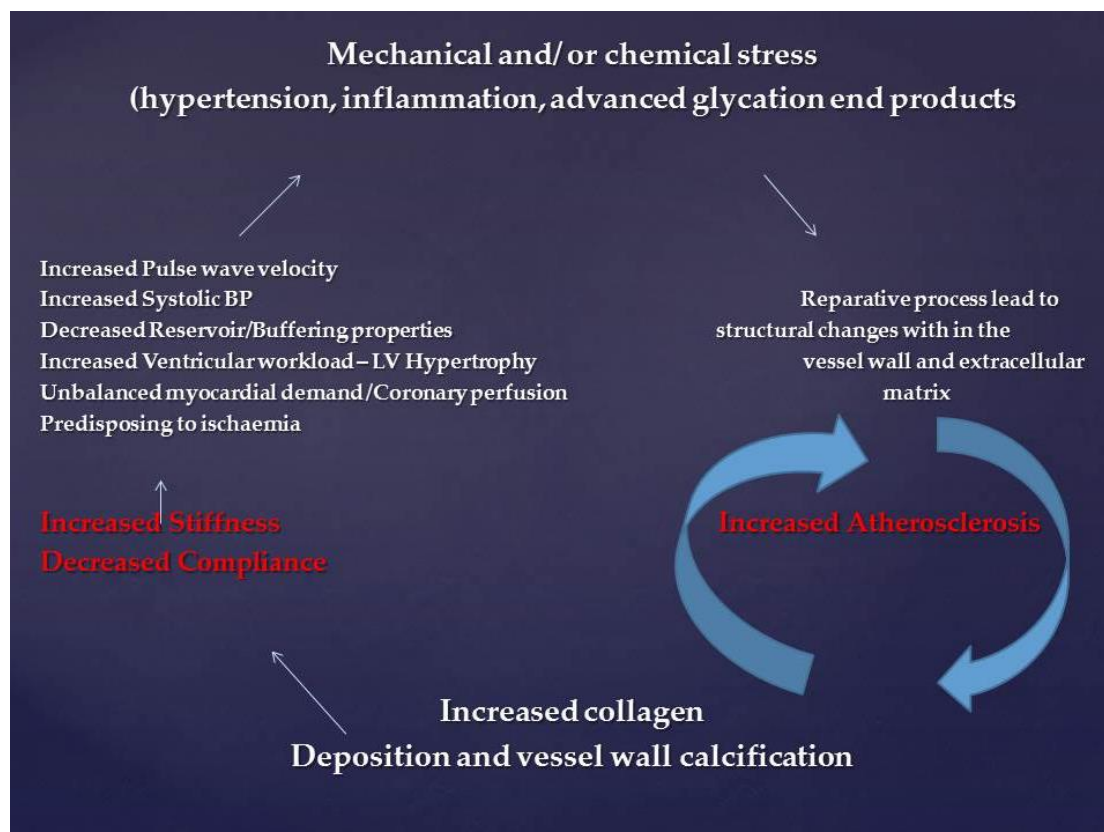 Mechanical and/ or chemical stress
(hypertension, inflammation, advanced glycation end products
Increased Pulse wave velocity
Increased Systolic BP
Decreased Reservoir/Buffering properties
Increased Ventricular workload – LV Hypertrophy
Unbalanced myocardial demand /Coronary perfusion
Predisposing to ischaemia
Reparative process lead to
structural changes with in the
vessel wall and extracellular
matrix
Increased Stiffness
Decreased Compliance
Increased Atherosclerosis
Increased collagen
Deposition and vessel wall calcification